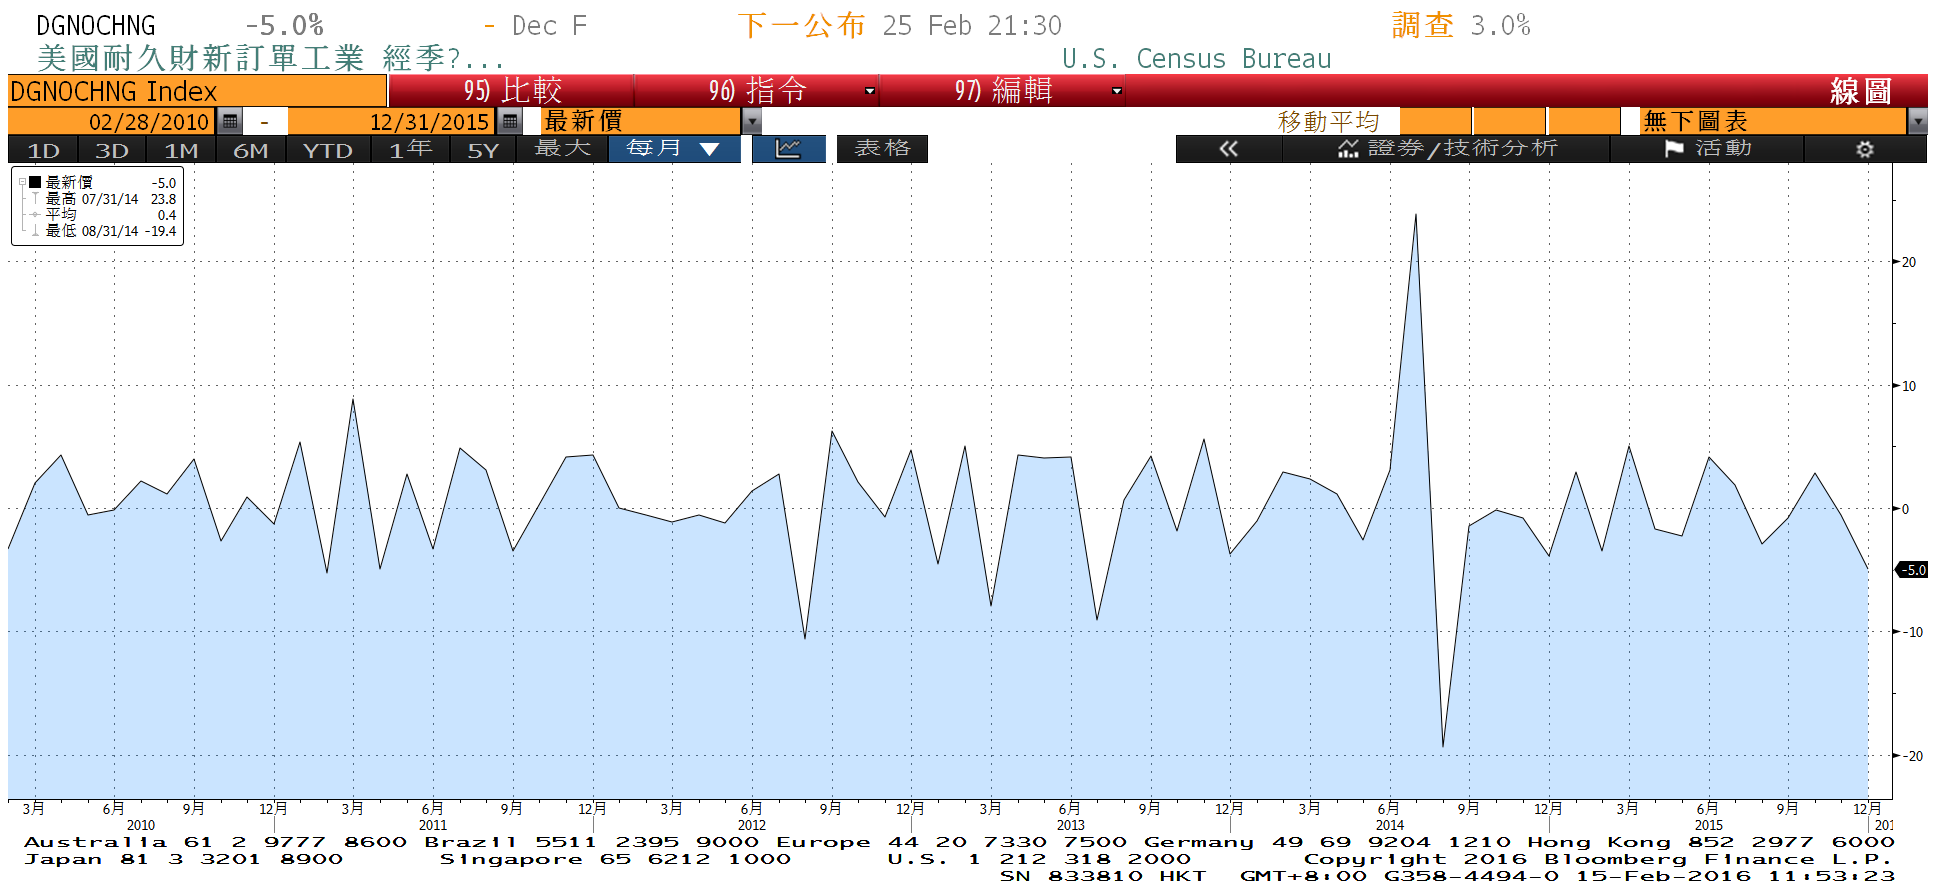 DGNOCHNG -5.0% - Dec F 下一公布 25 Feb 21:30 調查 3.0%
美國耐久財新訂單工業 經季?... U.S. Census Bureau
DGNOCHNG Index 95) 比較 96) 指令 97) 編輯 線圖
02/28/2010 - 12/31/2015 最新價 移動平均 無下圖表
1D 3D 1M 6M YTD 1年 5Y 最大 每月 ▼ 表格 « 證券/技術分析 活動
最新價 -5.0
最高 07/31/14 23.8
平均 0.4
最低 08/31/14 -19.4
20
10
0
-5.0
-10
-20
3月 6月 9月 12月 3月 6月 9月 12月 3月 6月 9月 12月 3月 6月 9月 12月 3月 6月 9月 12月 3月 6月 9月 12月
2010 2011 2012 2013 2014 2015 201
Australia 61 2 9777 8600 Brazil 5511 2395 9000 Europe 44 20 7330 7500 Germany 49 69 9204 1210 Hong Kong 852 2977 6000
Japan 81 3 3201 8900 Singapore 65 6212 1000 U.S. 1 212 318 2000 Copyright 2016 Bloomberg Finance L.P.
SN 833810 HKT GMT+8:00 G358-4494-0 15-Feb-2016 11:53:23